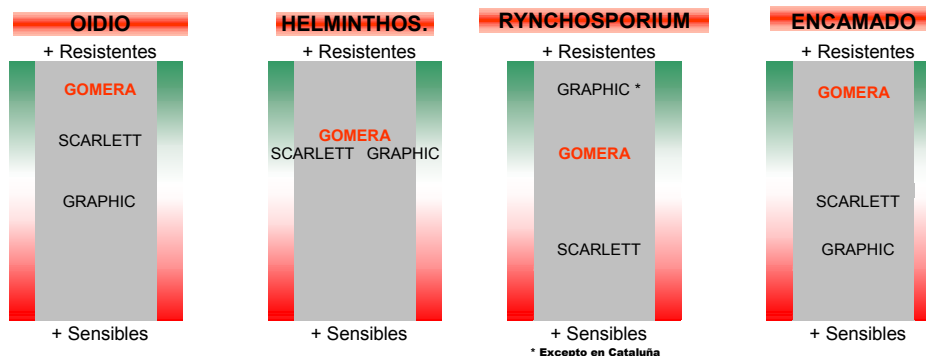 OIDIO
+ Resistentes
GOMERA
SCARLETT
GRAPHIC
+ Sensibles
HELMINTHOS.
+ Resistentes
GOMERA
SCARLETT GRAPHIC
+ Sensibles
RYNCHOSPORIUM
+ Resistentes
GRAPHIC *
GOMERA
SCARLETT
+ Sensibles
* Excepto en Cataluña
ENCAMADO
+ Resistentes
GOMERA
SCARLETT
GRAPHIC
+ Sensibles